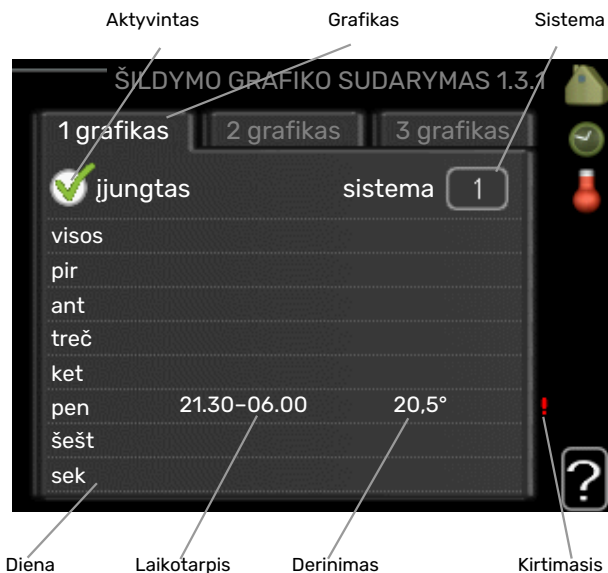 Aktyvintas Grafikas Sistema
ŠILDYMO GRAFIKO SUDARYMAS 1.3.1
1 grafikas 2 grafikas 3 grafikas
įjungtas sistema 1
visos
pir
ant
treč
ket
pen 21.30–06.00 20,5° !
šešt
sek
?
Diena Laikotarpis Derinimas Kirtimasis